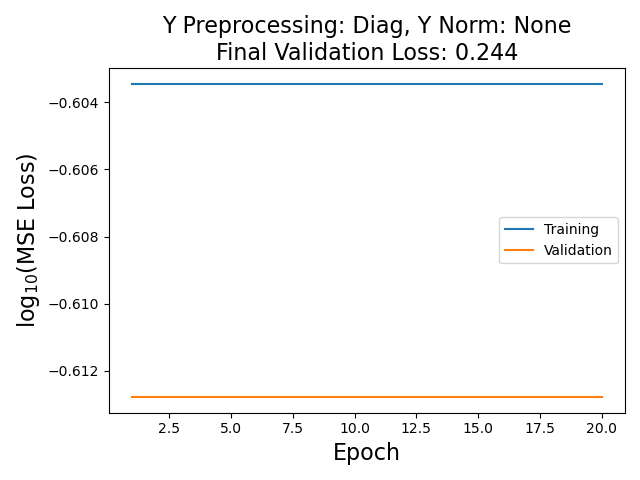 Y Preprocessing: Diag, Y Norm: None
Final Validation Loss: 0.244
log₁₀(MSE Loss)
−0.604
−0.606
−0.608
−0.610
−0.612
Training
Validation
2.5 5.0 7.5 10.0 12.5 15.0 17.5 20.0
Epoch